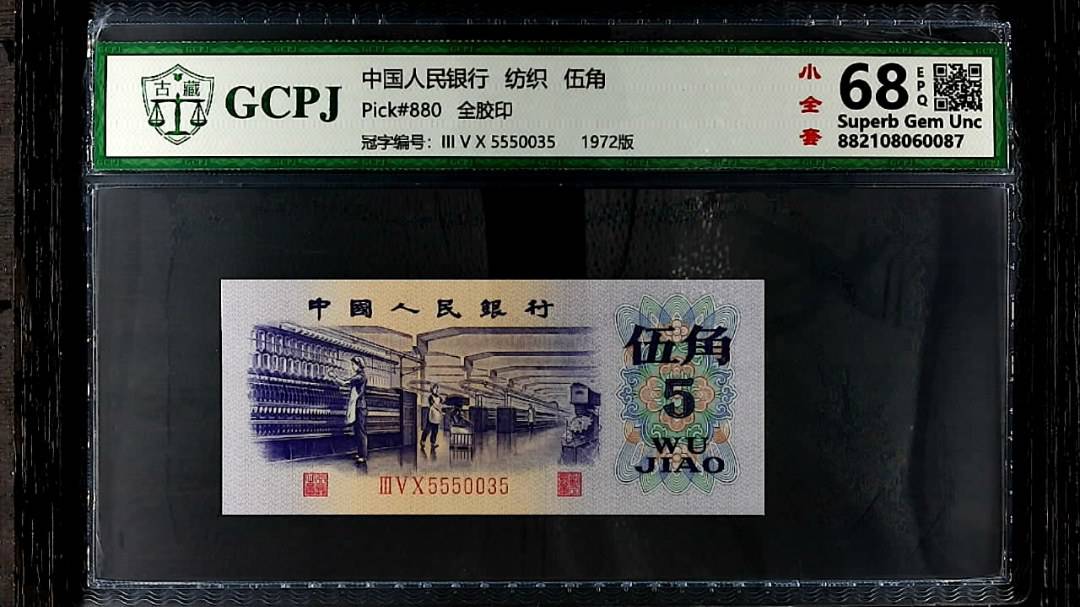 古藏
GCPJ
中国人民银行 纺织 伍角
Pick#880 全胶印
冠字编号：III V X 5550035 1972版
小全套
68 EPQ
Superb Gem Unc
882108060087
中國人民銀行
伍角
5
WU
JIAO
III V X 5550035